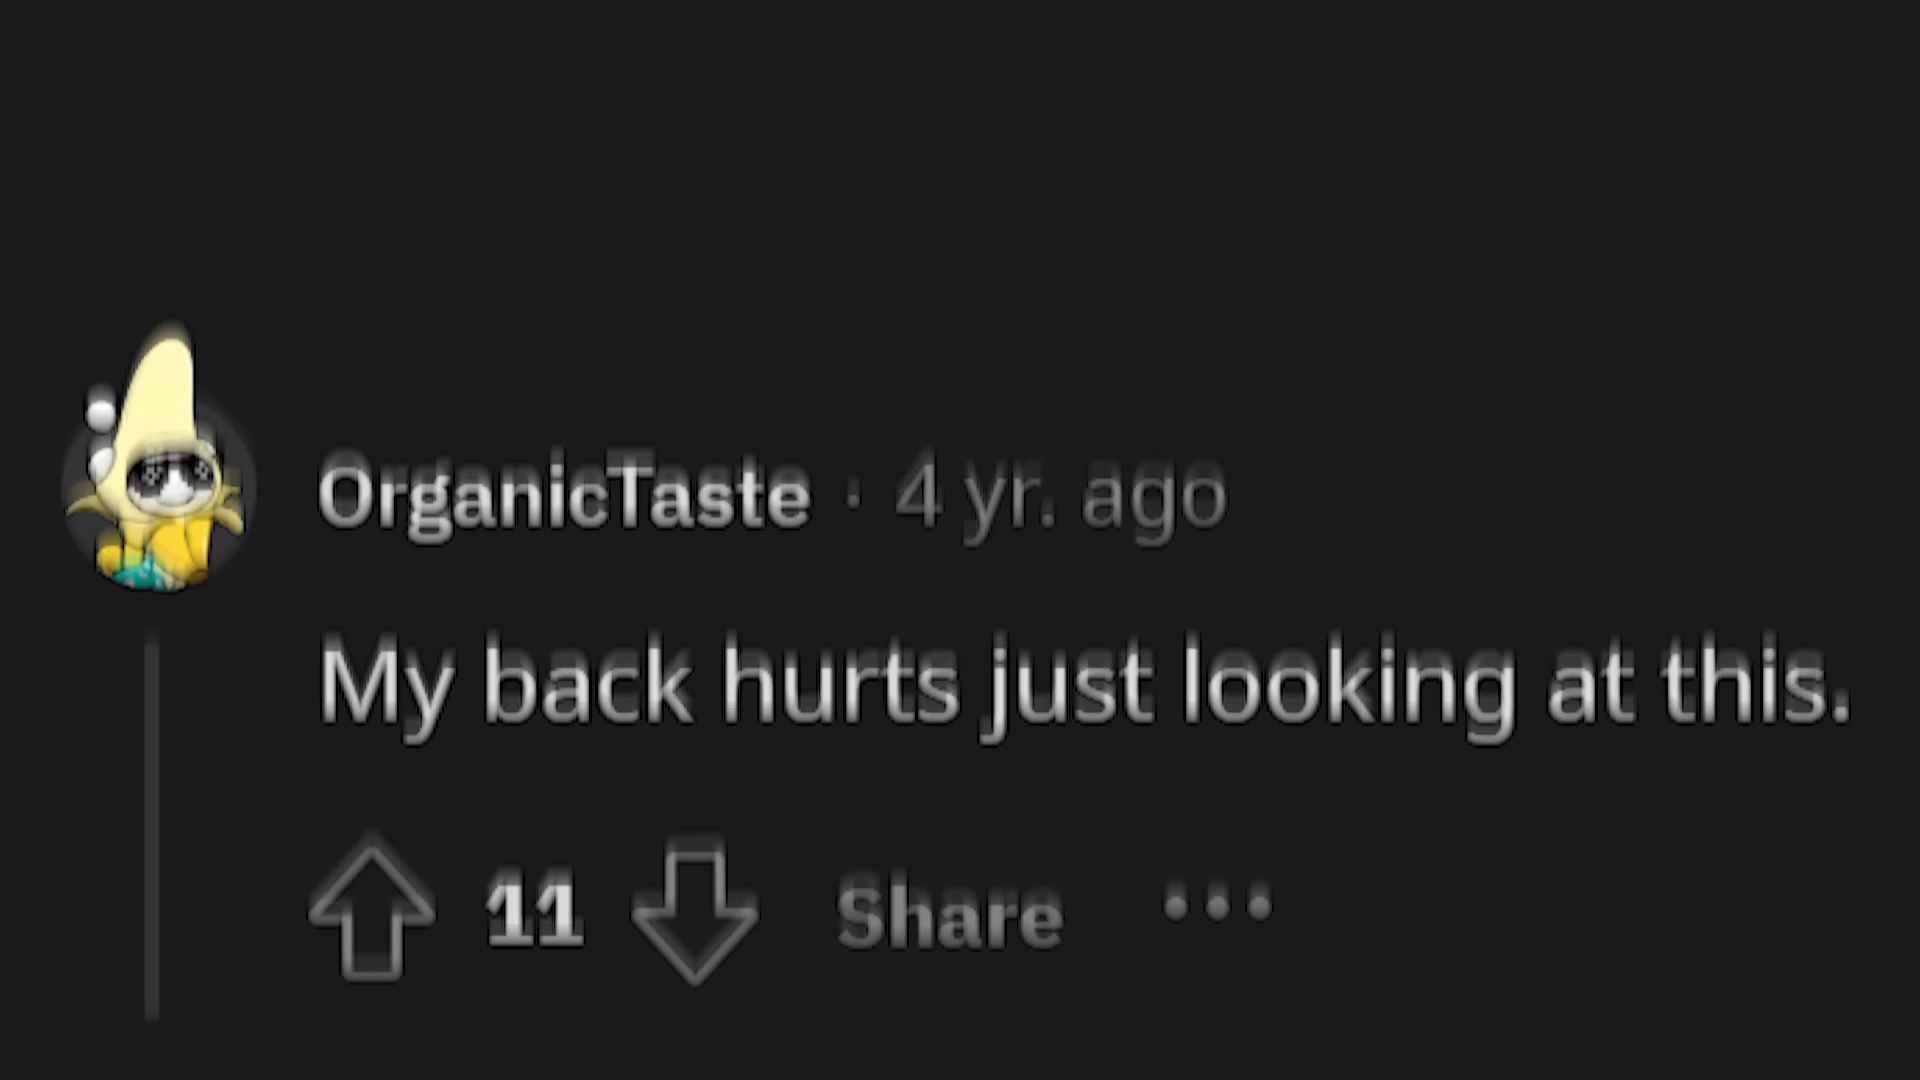 OrganicTaste · 4 yr. ago
My back hurts just looking at this.
11 Share ...